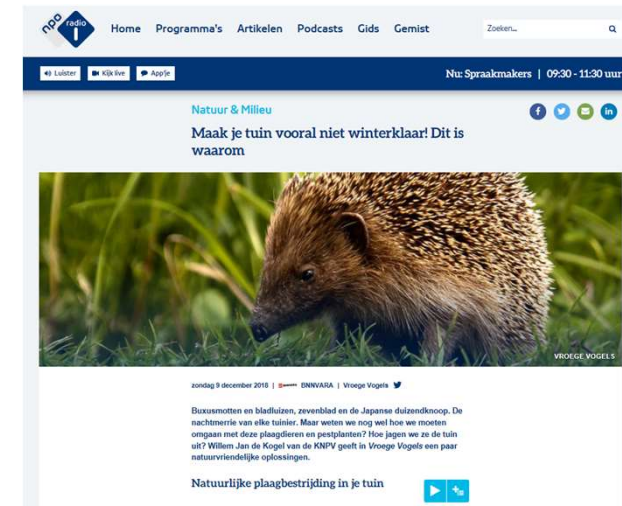 npo radio 1
Home Programma's Artikelen Podcasts Gids Gemist
Zoeken...
Luister Kijk live Appje
Nu: Spraakmakers | 09:30 - 11:30 uur
Natuur & Milieu
Maak je tuin vooral niet winterklaar! Dit is
waarom
VROEGE VOGELS
zondag 9 december 2018 | BNNVARA | Vroege Vogels
Buxusmotten en bladluizen, zevenblad en de Japanse duizendknoop. De
nachtmerrie van elke tuinier. Maar weten we nog wel hoe we moeten
omgaan met deze plaagdieren en pestplanten? Hoe jagen we ze de tuin
uit? Willem Jan de Kogel van de KNPV geeft in Vroege Vogels een paar
natuurvriendelijke oplossingen.
Natuurlijke plaagbestrijding in je tuin